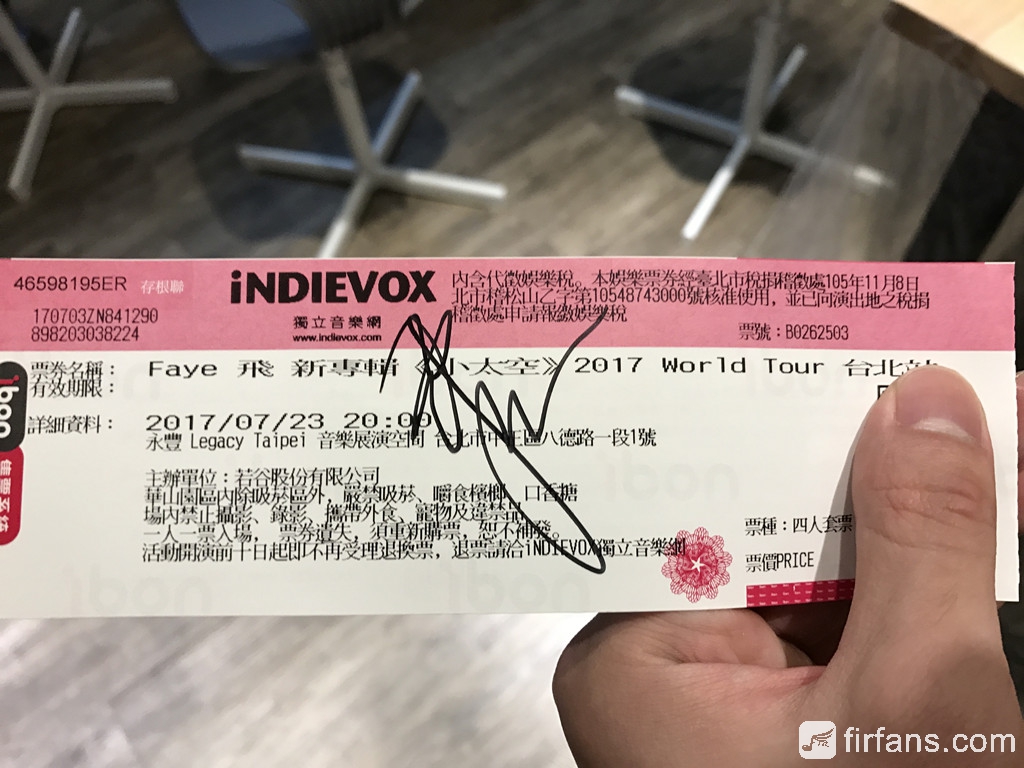 46598195ER 存根聯
170703ZN841290
898203038224
iNDIEVOX
獨立音樂網
www.indievox.com
內含代徵娛樂稅。本娛樂票券經臺北市稅捐稽徵處105年11月8日
北市稽松山乙字第10548743000號核准使用，並已向演出地之稅捐
稽徵處申請報繳娛樂稅
票號：B0262503
票券名稱： Faye 飛 新專輯《小太空》2017 World Tour 台北站
有效期限：
詳細資料： 2017/07/23 20:00
永豐 Legacy Taipei 音樂展演空間 台北市中正區八德路一段1號
主辦單位：若谷股份有限公司
華山園區內除吸菸區外，嚴禁吸菸、嚼食檳榔、口香糖
場內禁止攝影、錄影、攜帶外食、寵物及違禁品
一人一票入場，票券遺失，須重新購票，恕不補發。
活動開演前十日起即不再受理退換票，退票請洽iNDIEVOX獨立音樂網
票種：四人套票
票價PRICE
ibon
售票系統
firfans.com